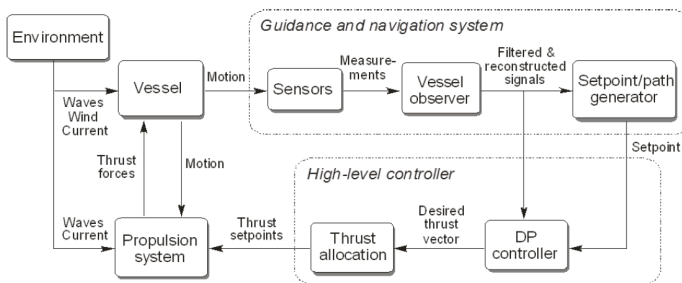 Guidance and navigation system
Environment
Measure-
ments
Filtered &
reconstructed
signals
Vessel
Motion
Sensors
Vessel
observer
Setpoint/path
generator
Waves
Wind
Current
Thrust
forces
Motion
Setpoint
High-level controller
Waves
Current
Propulsion
system
Thrust
setpoints
Thrust
allocation
Desired
thrust
vector
DP
controller